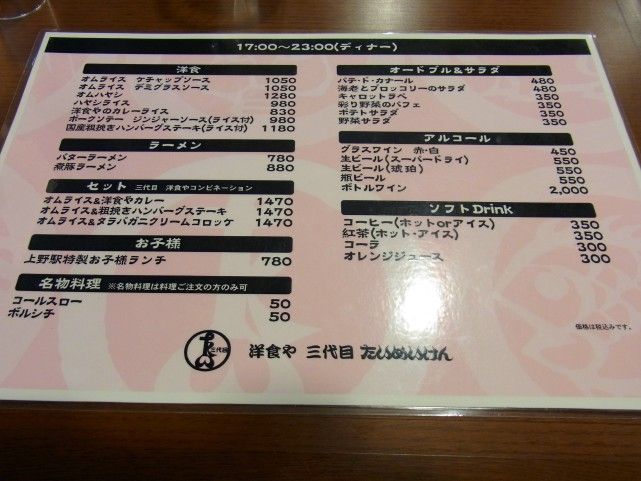 17:00〜23:00(ディナー)
洋食
オムライス ケチャップソース 1050
オムライス デミグラスソース 1050
オムハヤシ 1280
ハヤシライス 980
洋食やのカレーライス 830
ポークソテー ジンジャーソース(ライス付) 980
国産粗挽きハンバーグステーキ(ライス付) 1180
ラーメン
バターラーメン 780
煮豚ラーメン 880
セット 三代目 洋食やコンビネーション
オムライス&洋食やカレー 1470
オムライス&粗挽きハンバーグステーキ 1470
オムライス&タラバガニクリームコロッケ 1470
お子様
上野駅特製お子様ランチ 780
名物料理 ※名物料理は料理ご注文の方のみ可
コールスロー 50
ボルシチ 50
オードブル&サラダ
パテ・ド・カナール 480
海老とブロッコリーのサラダ 480
キャロットラペ 350
彩り野菜のパフェ 350
ポテトサラダ 350
野菜サラダ 350
アルコール
グラスワイン 赤・白 450
生ビール(スーパードライ) 550
生ビール(琥珀) 550
瓶ビール 550
ボトルワイン 2,000
ソフトDrink
コーヒー(ホットorアイス) 350
紅茶(ホット・アイス) 350
コーラ 300
オレンジジュース 300
価格は税込みです。
三代目
洋食や 三代目 たいめいけん